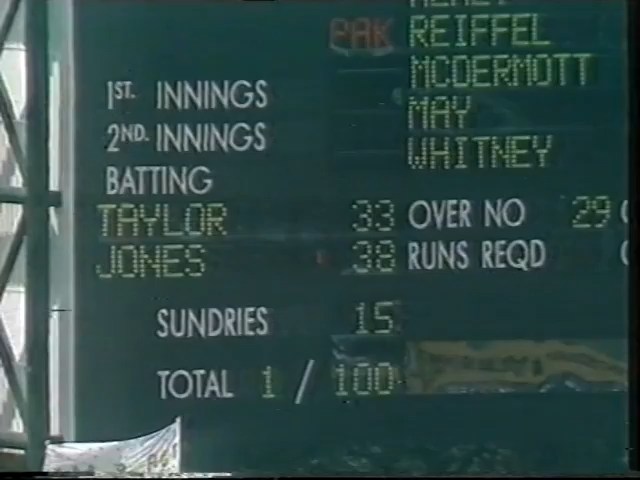 PAK REIFFEL
MCDERMOTT
1ST. INNINGS
MAY
2ND. INNINGS
WHITNEY
BATTING
TAYLOR 33 OVER NO 29
JONES 38 RUNS REQD
SUNDRIES 15
TOTAL 1 / 100